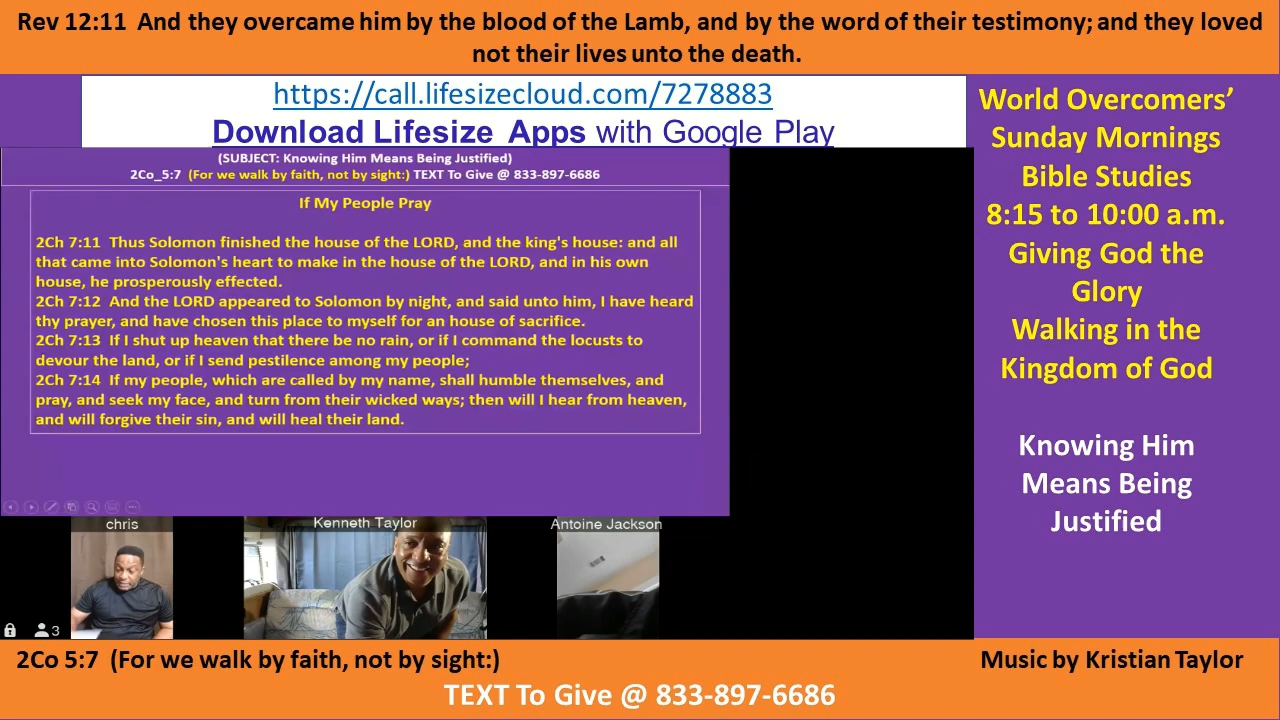 Rev 12:11  And they overcame him by the blood of the Lamb, and by the word of their testimony; and they loved
not their lives unto the death.
https://call.lifesizecloud.com/7278883
Download Lifesize Apps with Google Play
(SUBJECT: Knowing Him Means Being Justified)
2Co_5:7 (For we walk by faith, not by sight:) TEXT To Give @ 833-897-6686
If My People Pray
2Ch 7:11 Thus Solomon finished the house of the LORD, and the king's house: and all
that came into Solomon's heart to make in the house of the LORD, and in his own
house, he prosperously effected.
2Ch 7:12 And the LORD appeared to Solomon by night, and said unto him, I have heard
thy prayer, and have chosen this place to myself for an house of sacrifice.
2Ch 7:13 If I shut up heaven that there be no rain, or if I command the locusts to
devour the land, or if I send pestilence among my people;
2Ch 7:14 If my people, which are called by my name, shall humble themselves, and
pray, and seek my face, and turn from their wicked ways; then will I hear from heaven,
and will forgive their sin, and will heal their land.
World Overcomers’
Sunday Mornings
Bible Studies
8:15 to 10:00 a.m.
Giving God the
Glory
Walking in the
Kingdom of God
Knowing Him
Means Being
Justified
chris
Kenneth Taylor
Antoine Jackson
3
2Co 5:7 (For we walk by faith, not by sight:)
Music by Kristian Taylor
TEXT To Give @ 833-897-6686